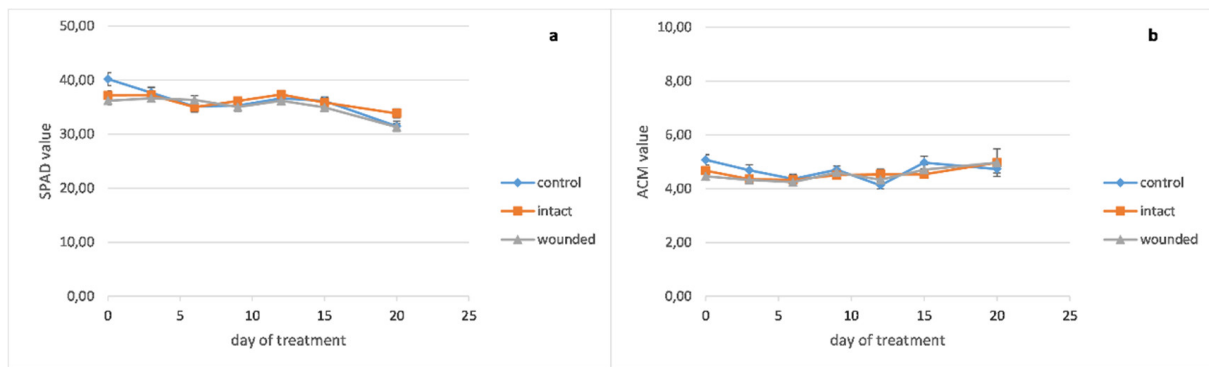 50,00
40,00
30,00
20,00
10,00
0,00
SPAD value
0 5 10 15 20 25
day of treatment
a
control
intact
wounded
10,00
8,00
6,00
4,00
2,00
0,00
ACM value
0 5 10 15 20 25
day of treatment
b
control
intact
wounded